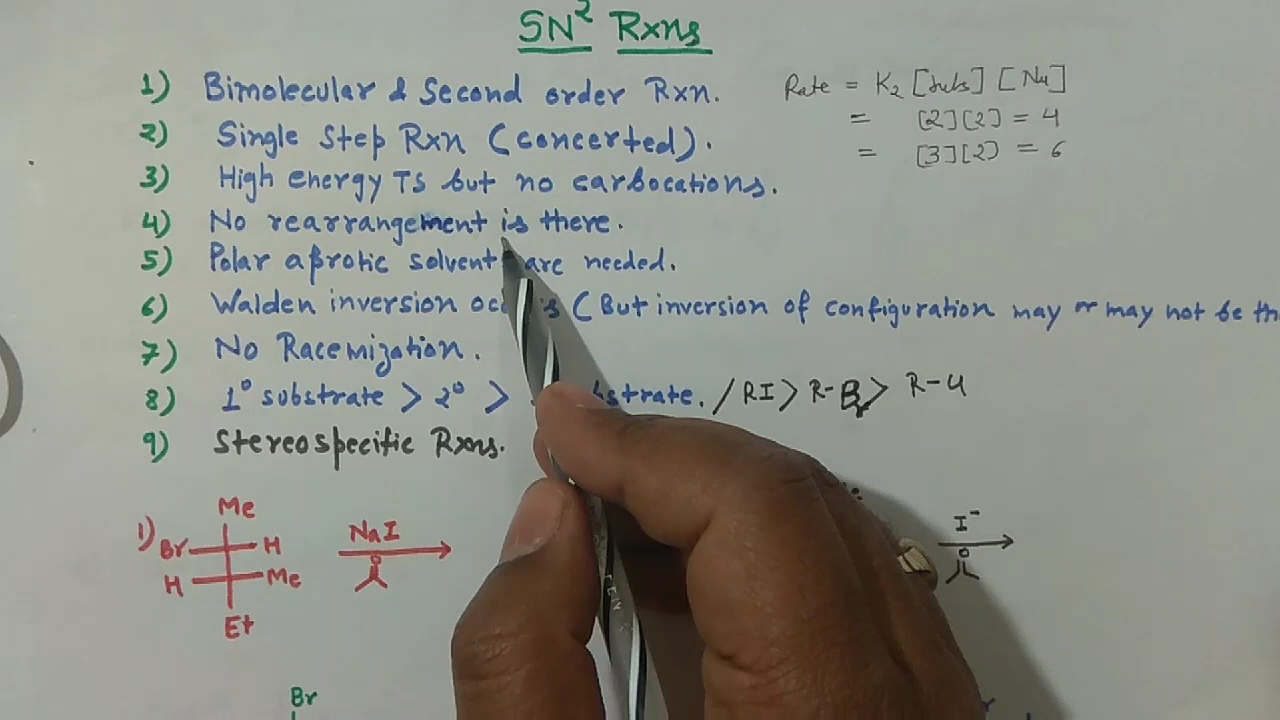 SN² Rxns
1) Bimolecular & Second order Rxn.
Rate = K₂ [subs] [Nu]
= [2][2] = 4
= [3][2] = 6
2) Single Step Rxn (concerted).
3) High energy TS but no carbocations.
4) No rearrangement is there.
5) Polar aprotic solvent are needed.
6) Walden inversion (But inversion of configuration may or may not be
7) No Racemization.
8) 1° substrate > 2° > / RI > R-Br > R-Cl
9) Stereospecific Rxns.
1) Me
Br H
H Me
Et
NaI
O
I⁻
O
Br